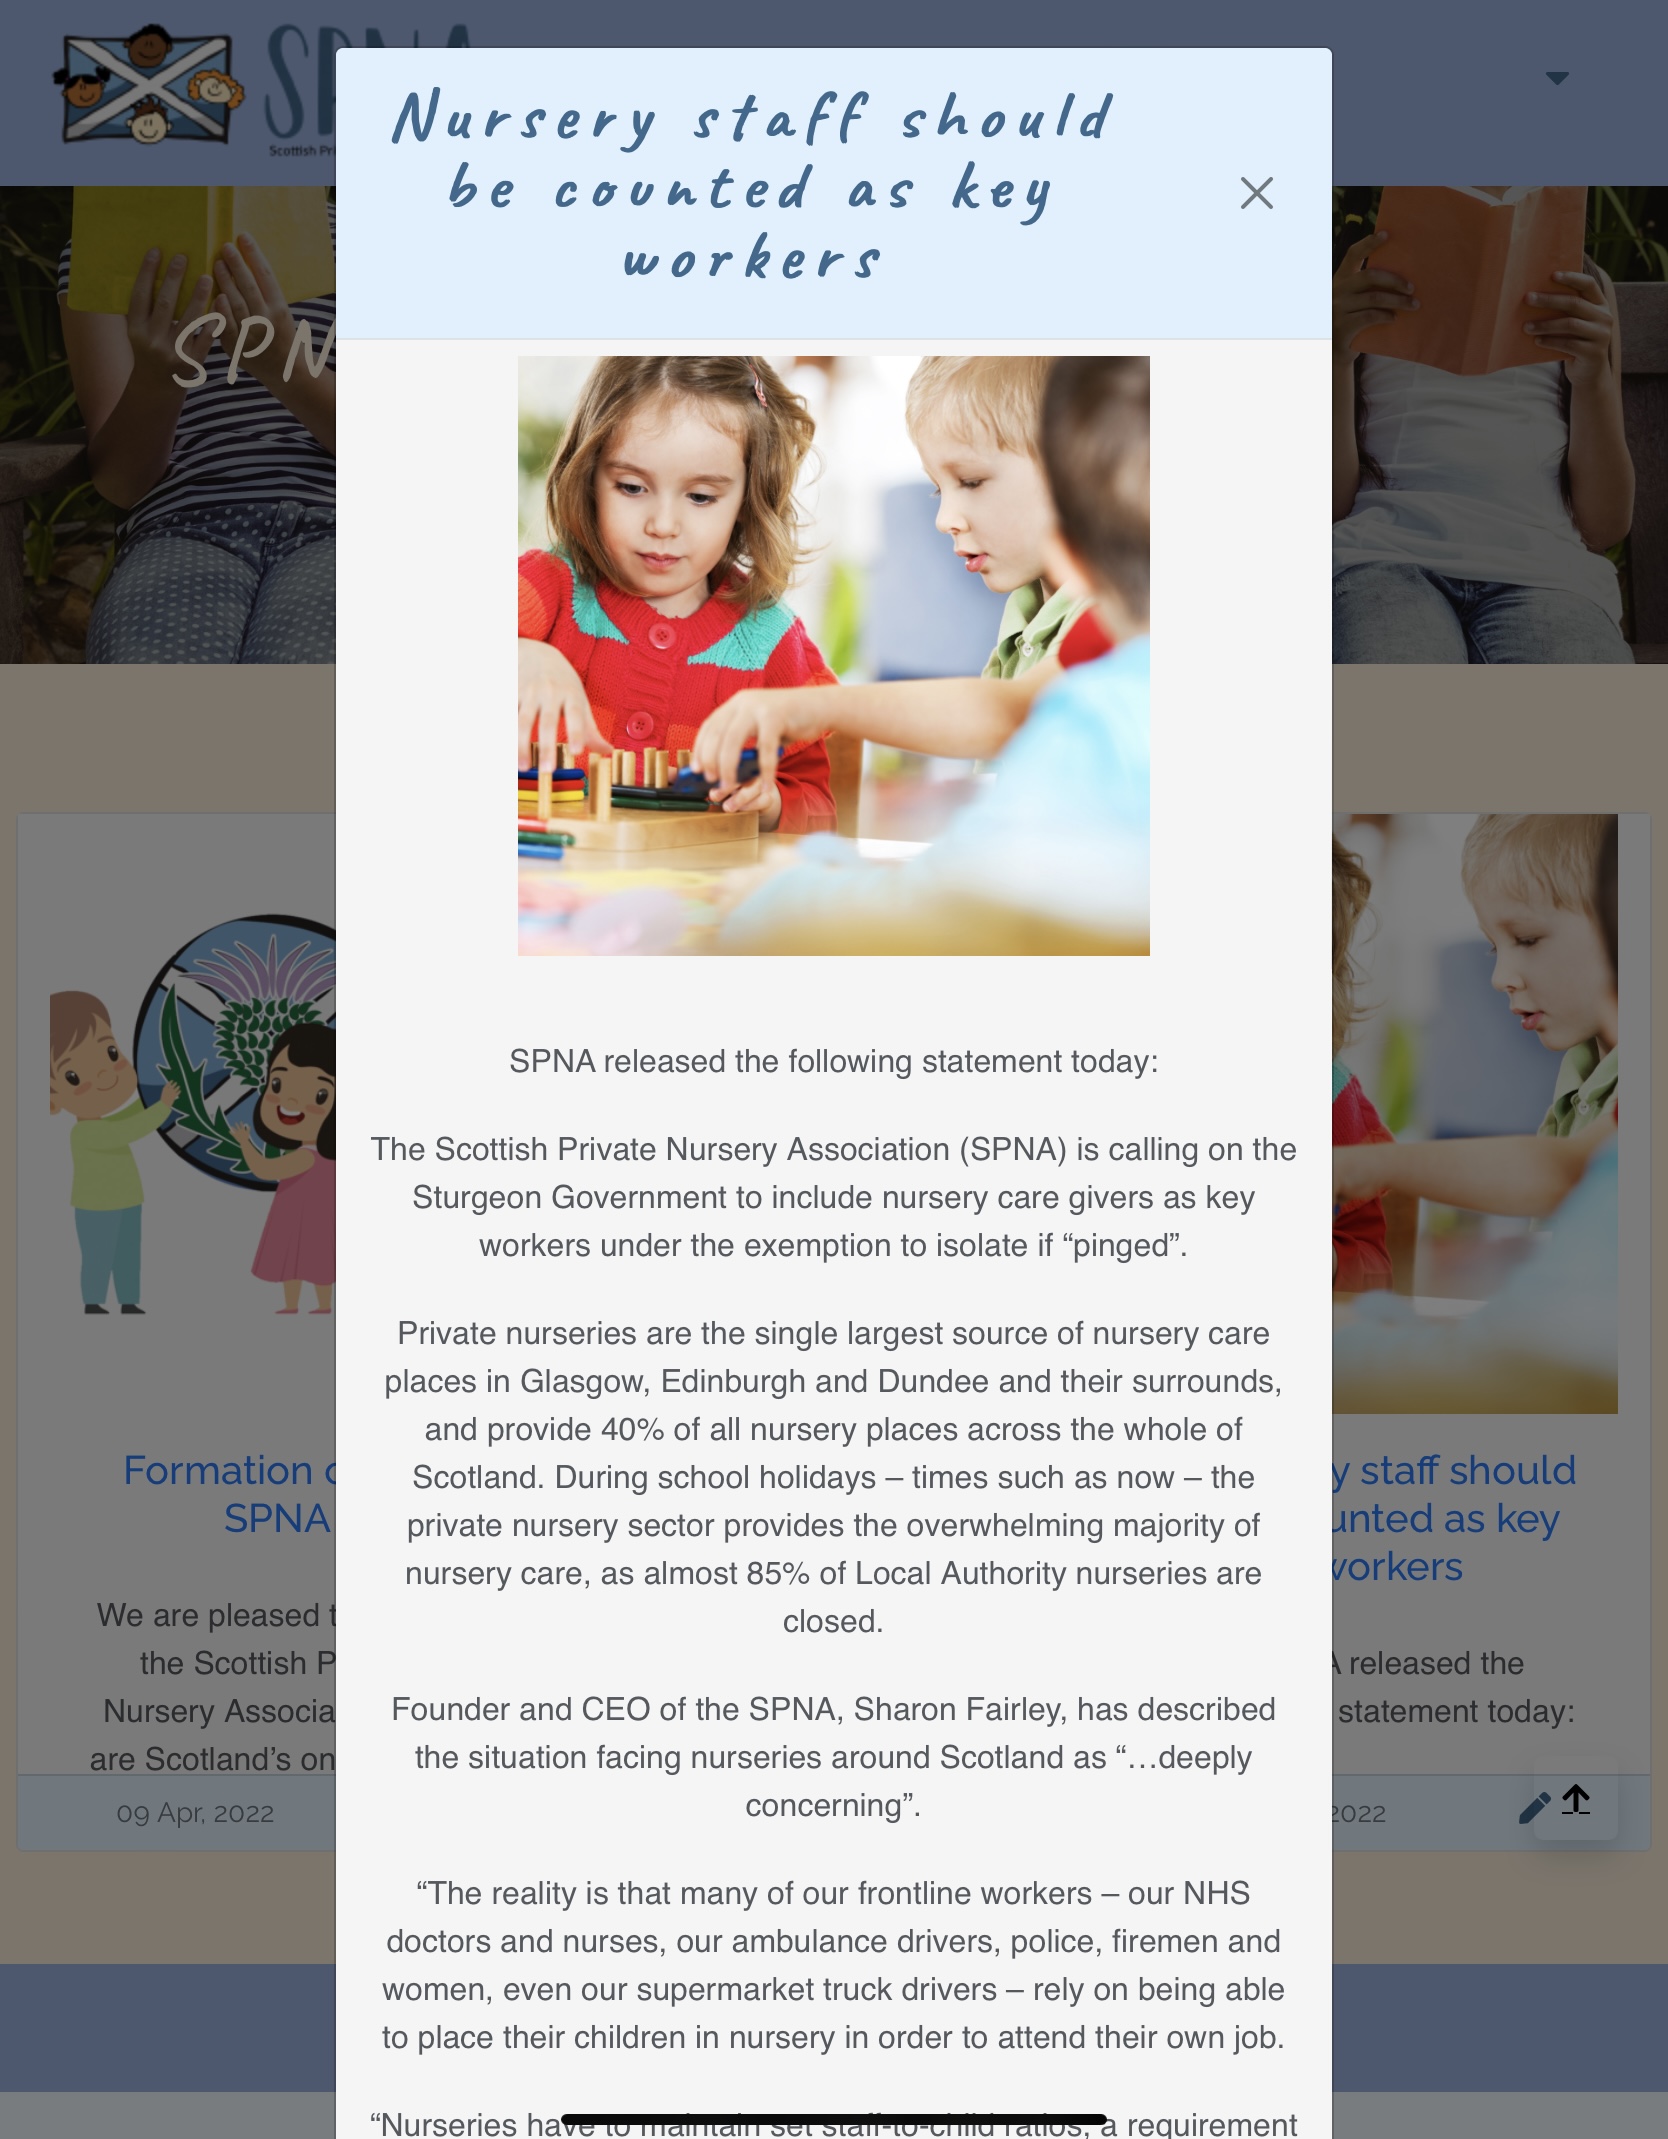 Nursery staff should
be counted as key
workers
SPNA released the following statement today:
The Scottish Private Nursery Association (SPNA) is calling on the
Sturgeon Government to include nursery care givers as key
workers under the exemption to isolate if “pinged”.
Private nurseries are the single largest source of nursery care
places in Glasgow, Edinburgh and Dundee and their surrounds,
and provide 40% of all nursery places across the whole of
Scotland. During school holidays – times such as now – the
private nursery sector provides the overwhelming majority of
nursery care, as almost 85% of Local Authority nurseries are
closed.
Founder and CEO of the SPNA, Sharon Fairley, has described
the situation facing nurseries around Scotland as “…deeply
concerning”.
“The reality is that many of our frontline workers – our NHS
doctors and nurses, our ambulance drivers, police, firemen and
women, even our supermarket truck drivers – rely on being able
to place their children in nursery in order to attend their own job.
“Nurseries have to maintain set staff-to-child ratios, a requirement
Scottish
SPN
Formation
SPNA
We are pleased
the Scottish
Nursery
are Scotland’s
09 Apr, 2022
staff should
as key
released the
statement today:
2022